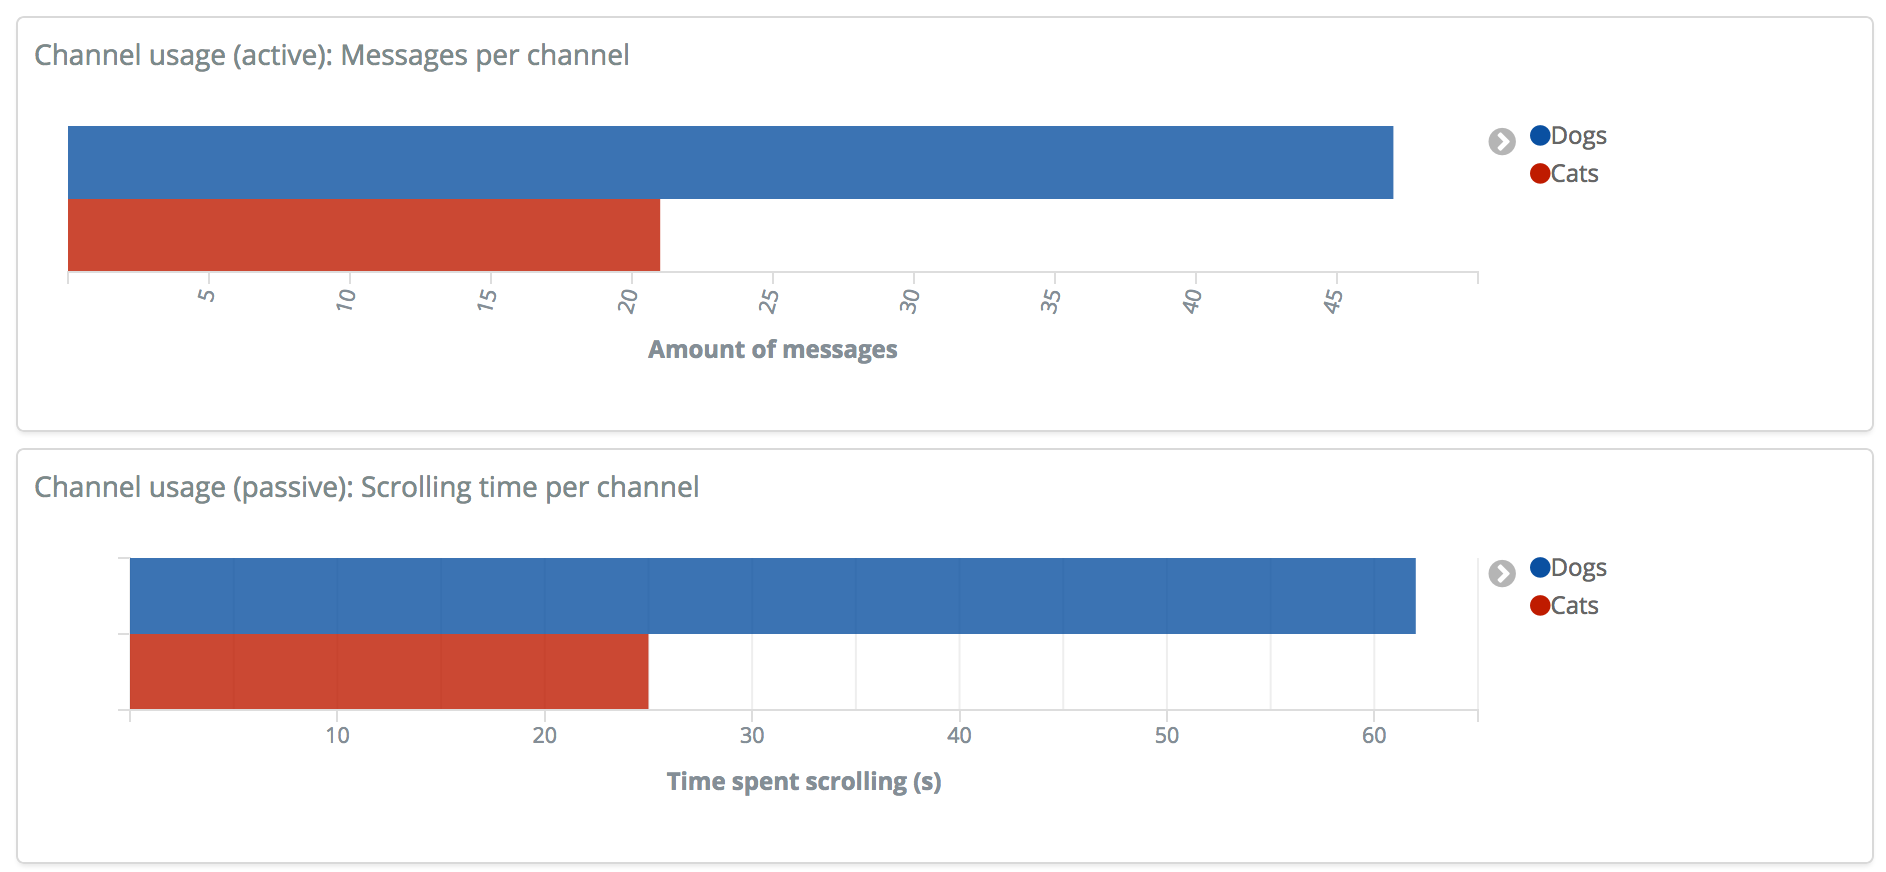 Channel usage (active): Messages per channel
Dogs
Cats
5 10 15 20 25 30 35 40 45
Amount of messages
Channel usage (passive): Scrolling time per channel
Dogs
Cats
10 20 30 40 50 60
Time spent scrolling (s)